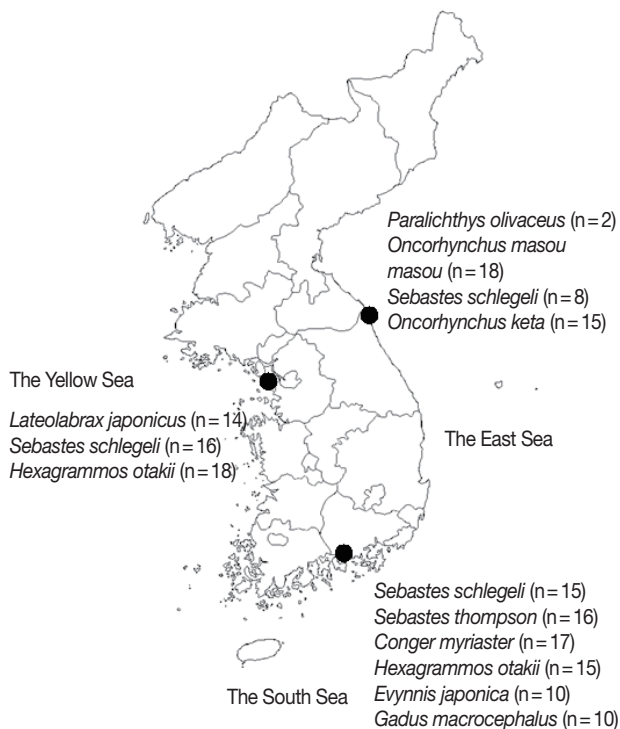 Paralichthys olivaceus (n=2)
Oncorhynchus masou
masou (n=18)
Sebastes schlegeli (n=8)
Oncorhynchus keta (n=15)
The Yellow Sea
Lateolabrax japonicus (n=14)
Sebastes schlegeli (n=16)
Hexagrammos otakii (n=18)
The East Sea
Sebastes schlegeli (n=15)
Sebastes thompson (n=16)
Conger myriaster (n=17)
Hexagrammos otakii (n=15)
Evynnis japonica (n=10)
Gadus macrocephalus (n=10)
The South Sea